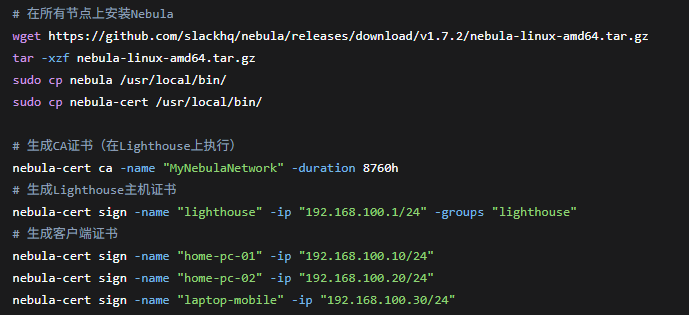 # 在所有节点上安装Nebula
wget https://github.com/slackhq/nebula/releases/download/v1.7.2/nebula-linux-amd64.tar.gz
tar -xzf nebula-linux-amd64.tar.gz
sudo cp nebula /usr/local/bin/
sudo cp nebula-cert /usr/local/bin/
# 生成CA证书（在Lighthouse上执行）
nebula-cert ca -name "MyNebulaNetwork" -duration 8760h
# 生成Lighthouse主机证书
nebula-cert sign -name "lighthouse" -ip "192.168.100.1/24" -groups "lighthouse"
# 生成客户端证书
nebula-cert sign -name "home-pc-01" -ip "192.168.100.10/24"
nebula-cert sign -name "home-pc-02" -ip "192.168.100.20/24"
nebula-cert sign -name "laptop-mobile" -ip "192.168.100.30/24"